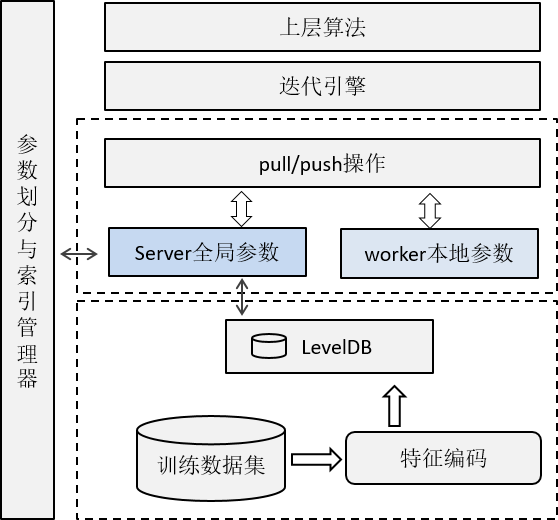 参数划分与索引管理器
上层算法
迭代引擎
pull/push操作
Server全局参数
worker本地参数
LevelDB
训练数据集
特征编码